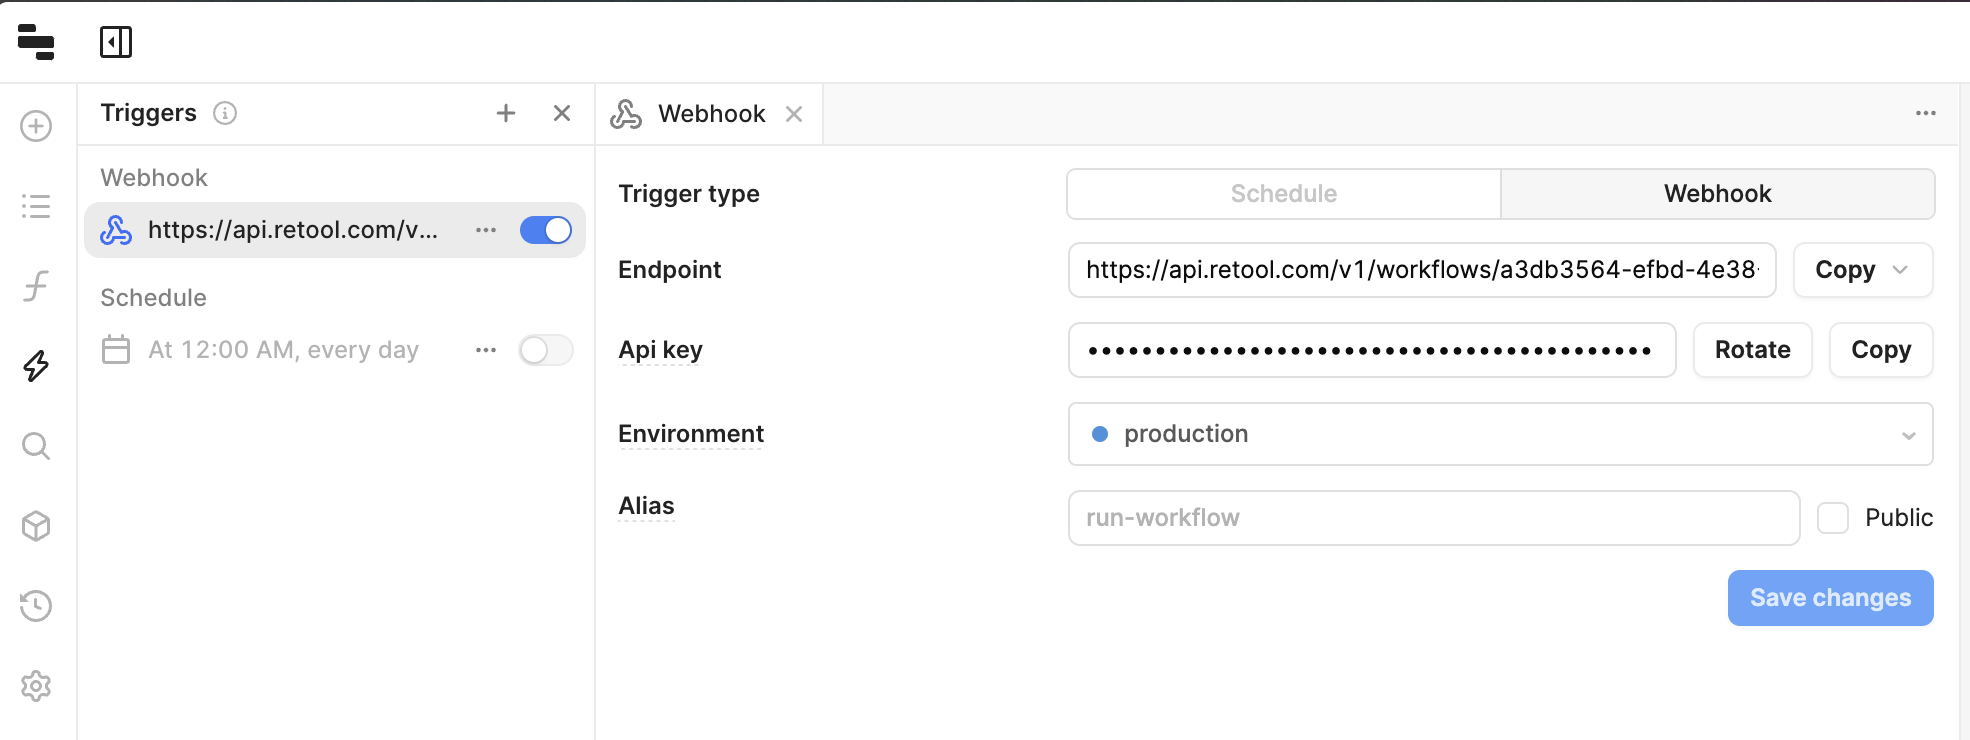 Triggers
Webhook
https://api.retool.com/v...
Schedule
At 12:00 AM, every day
Webhook
Trigger type
Schedule
Webhook
Endpoint
https://api.retool.com/v1/workflows/a3db3564-efbd-4e38-
Copy
Api key
••••••••••••••••••••••••••••••••••••••••••
Rotate
Copy
Environment
production
Alias
run-workflow
Public
Save changes